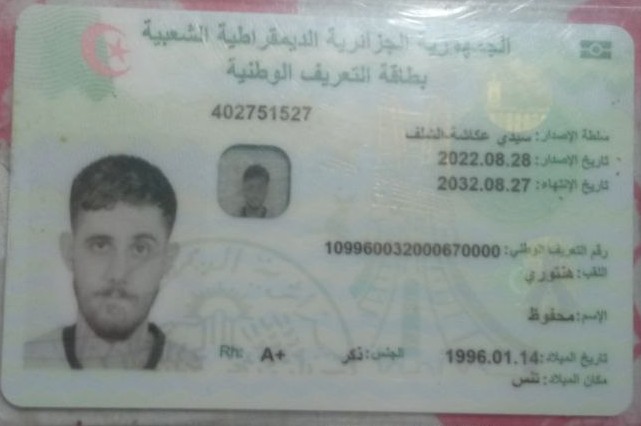 الجمهورية الجزائرية الديمقراطية الشعبية
بطاقة التعريف الوطنية
402751527
سلطة الإصدار: سيدي عكاشة-الشلف
تاريخ الإصدار: 2022.08.28
تاريخ الإنتهاء: 2032.08.27
رقم التعريف الوطني: 109960032000670000
اللقب: هنتوري
الإسم: محفوظ
تاريخ الميلاد: 1996.01.14 الجنس: ذكر Rh: A+
مكان الميلاد: تنس